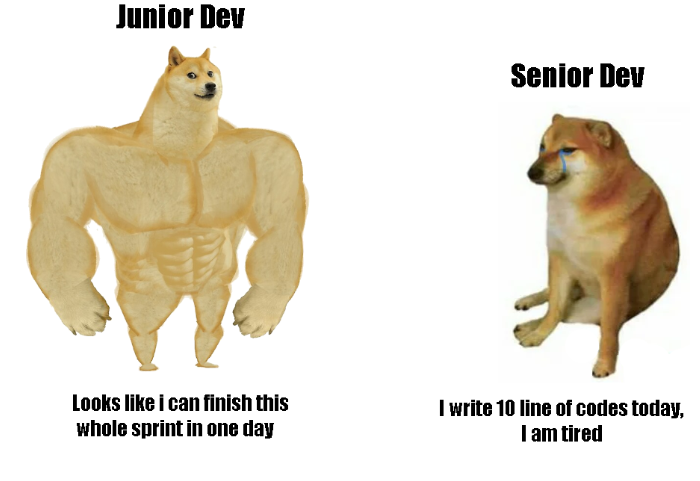 Junior Dev
Senior Dev
Looks like i can finish this
whole sprint in one day
I write 10 line of codes today,
I am tired